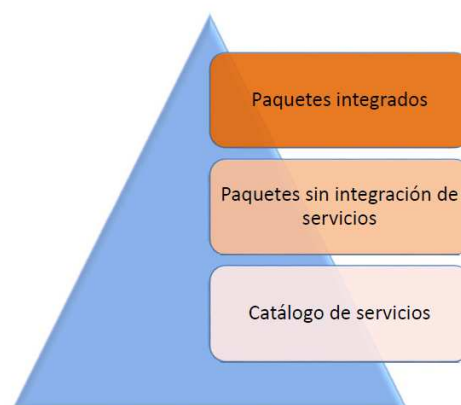 Paquetes integrados
Paquetes sin integración de
servicios
Catálogo de servicios